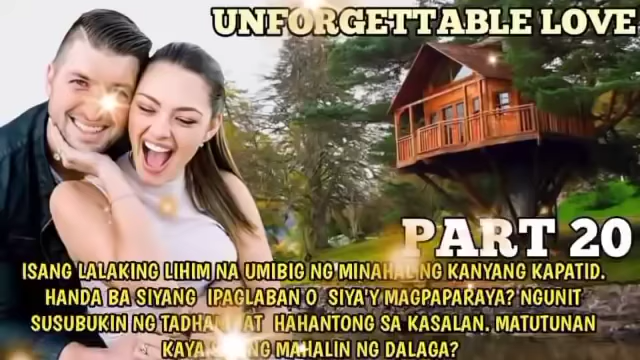 UNFORGETTABLE LOVE
PART 20
ISANG LALAKING LIHIM NA UMIBIG NG MINAHAL NG KANYANG KAPATID.
HANDA BA SIYANG IPAGLABAN O SIYA'Y MAGPAPARAYA? NGUNIT
SUSUBUKIN NG AT HAHANTONG SA KASALAN. MATUTUNAN
KAYA MAHALIN NG DALAGA?